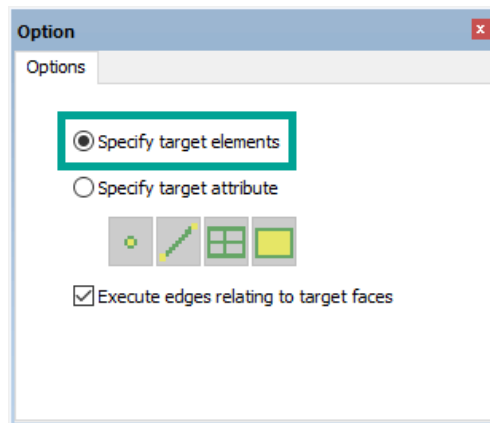 Option
x
Options
Specify target elements
Specify target attribute
Execute edges relating to target faces